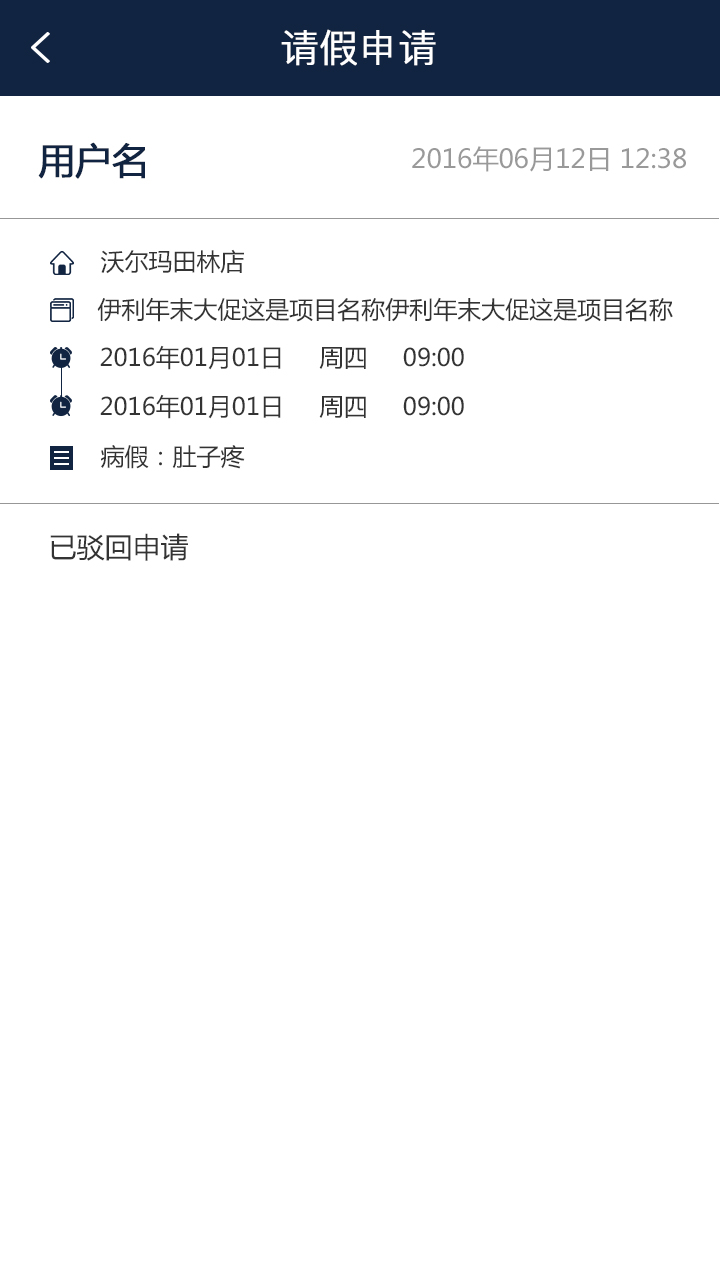 请假申请
用户名 2016年06月12日 12:38
沃尔玛田林店
伊利年末大促这是项目名称伊利年末大促这是项目名称
2016年01月01日 周四 09:00
2016年01月01日 周四 09:00
病假：肚子疼
已驳回申请